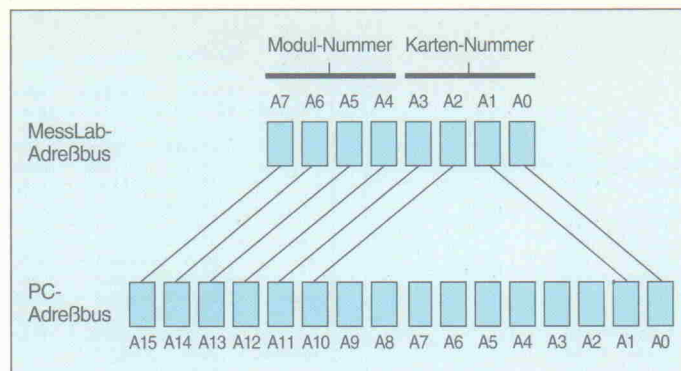 Modul-Nummer Karten-Nummer
A7 A6 A5 A4 A3 A2 A1 A0
MessLab-
Adreßbus
PC-
Adreßbus
A15 A14 A13 A12 A11 A10 A9 A8 A7 A6 A5 A4 A3 A2 A1 A0